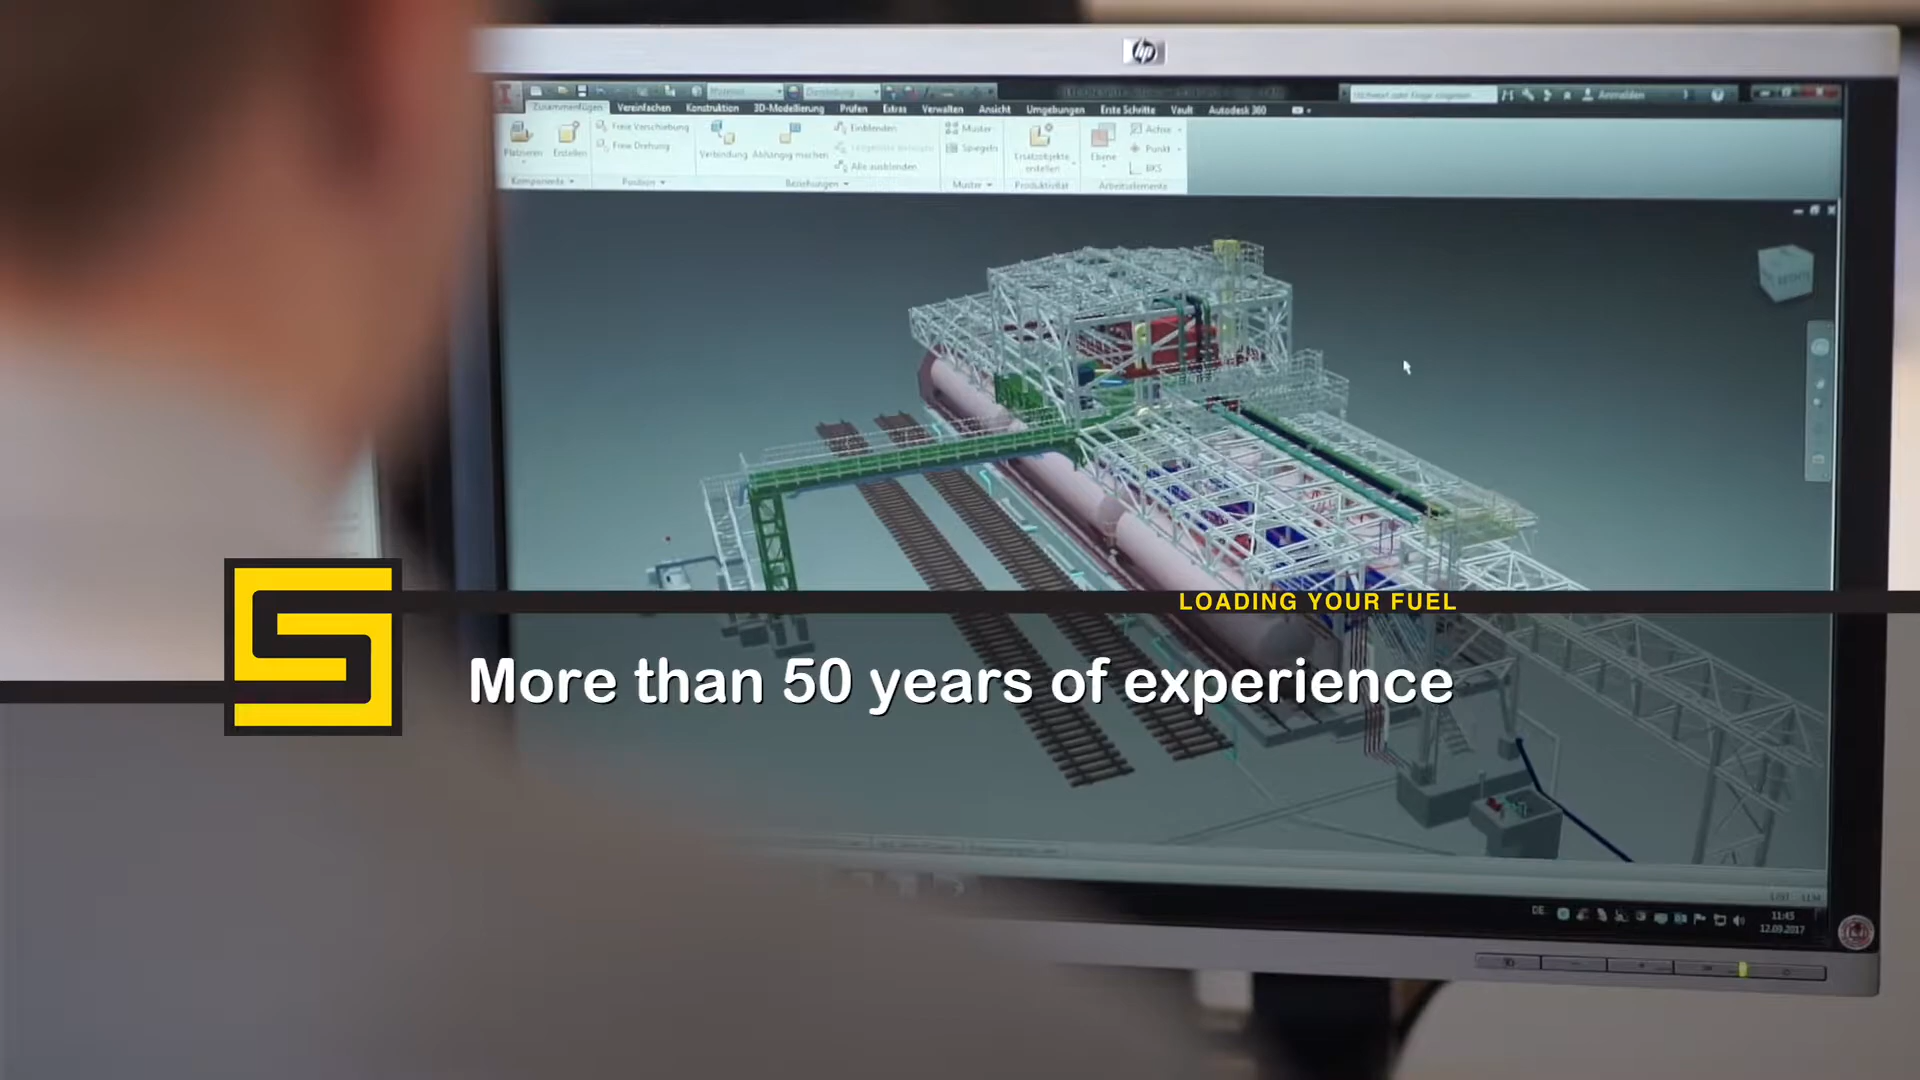 hp
Zusammenfügen Vereinfachen Konstruktion 3D-Modellierung Prüfen Extras Verwalten Ansicht Umgebungen Erste Schritte Vault Autodesk 360
Anmelden
Platzieren Erstellen
Freie Verschiebung
Freie Drehung
Verbindung Abhängig machen
Einblenden
Alle ausblenden
Muster
Spiegeln
Ersatzobjekte
erstellen
Ebene
Achse
Punkt
BKS
Komponente Position Beziehungen Muster Produktivität Arbeitselemente
LOADING YOUR FUEL
More than 50 years of experience
DE
11:45
12.09.2017